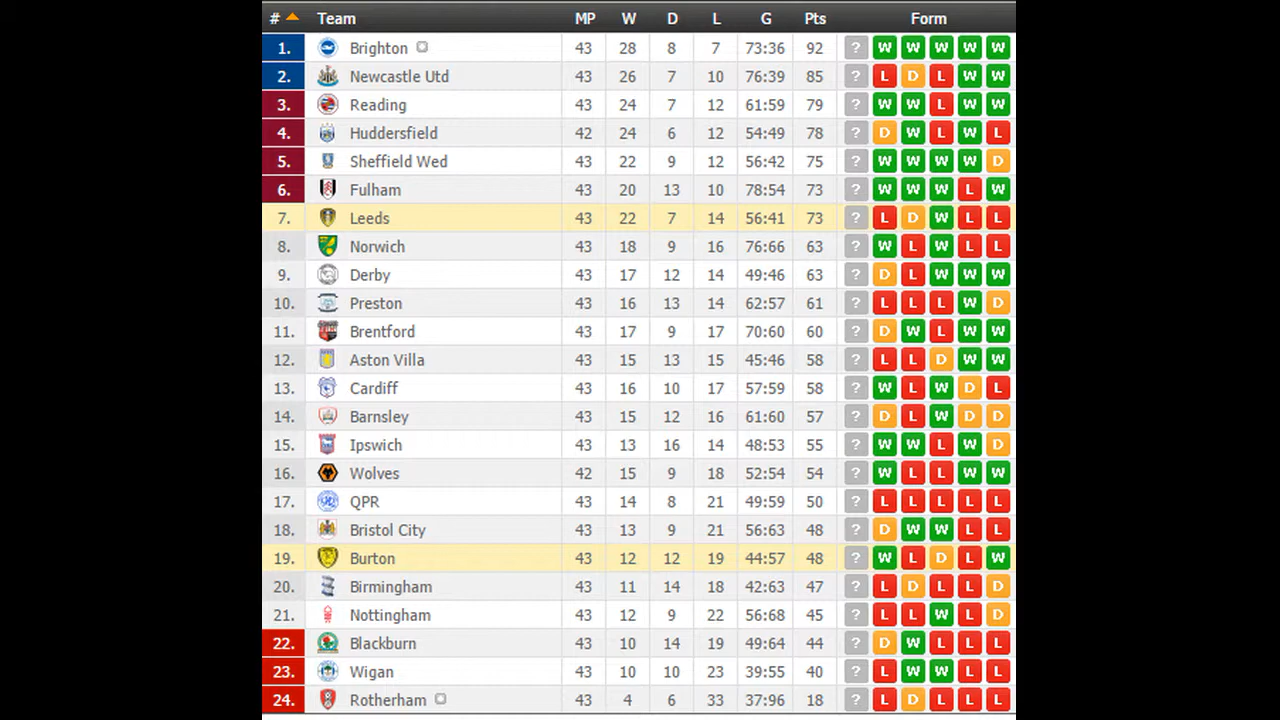 # Team MP W D L G Pts Form
1. Brighton 43 28 8 7 73:36 92 ? W W W W W
2. Newcastle Utd 43 26 7 10 76:39 85 ? L D L W W
3. Reading 43 24 7 12 61:59 79 ? W W L W W
4. Huddersfield 42 24 6 12 54:49 78 ? D W L W L
5. Sheffield Wed 43 22 9 12 56:42 75 ? W W W W D
6. Fulham 43 20 13 10 78:54 73 ? W W W L W
7. Leeds 43 22 7 14 56:41 73 ? L D W L L
8. Norwich 43 18 9 16 76:66 63 ? W L W L L
9. Derby 43 17 12 14 49:46 63 ? D L W W W
10. Preston 43 16 13 14 62:57 61 ? L L L W D
11. Brentford 43 17 9 17 70:60 60 ? D W L W W
12. Aston Villa 43 15 13 15 45:46 58 ? L L D W W
13. Cardiff 43 16 10 17 57:59 58 ? W L W D L
14. Barnsley 43 15 12 16 61:60 57 ? D L W D D
15. Ipswich 43 13 16 14 48:53 55 ? W W L W D
16. Wolves 42 15 9 18 52:54 54 ? W L L W W
17. QPR 43 14 8 21 49:59 50 ? L L L L L
18. Bristol City 43 13 9 21 56:63 48 ? D W W L L
19. Burton 43 12 12 19 44:57 48 ? W L D L W
20. Birmingham 43 11 14 18 42:63 47 ? L D L L D
21. Nottingham 43 12 9 22 56:68 45 ? L L W L D
22. Blackburn 43 10 14 19 49:64 44 ? D W L L L
23. Wigan 43 10 10 23 39:55 40 ? L W W L L
24. Rotherham 43 4 6 33 37:96 18 ? L D L L L